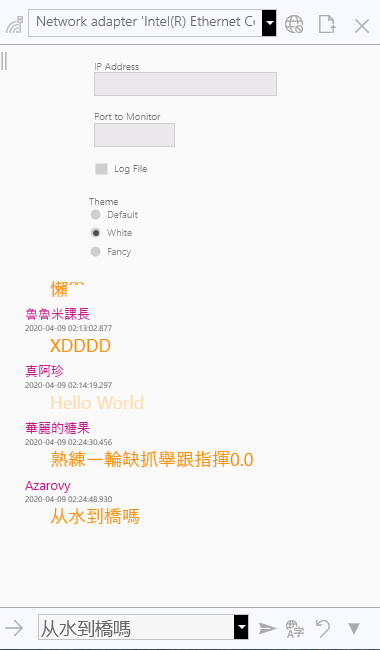 Network adapter 'Intel(R) Ethernet Co
IP Address
Port to Monitor
Log File
Theme
Default
White
Fancy
懶^^
魯魯米課長
2020-04-09 02:13:02.877
XDDDD
真阿珍
2020-04-09 02:14:19.297
Hello World
華麗的糖果
2020-04-09 02:24:30.456
熟練一輪缺抓舉跟指揮0.0
Azarovy
2020-04-09 02:24:48.930
从水到橋嗎
从水到橋嗎
A字